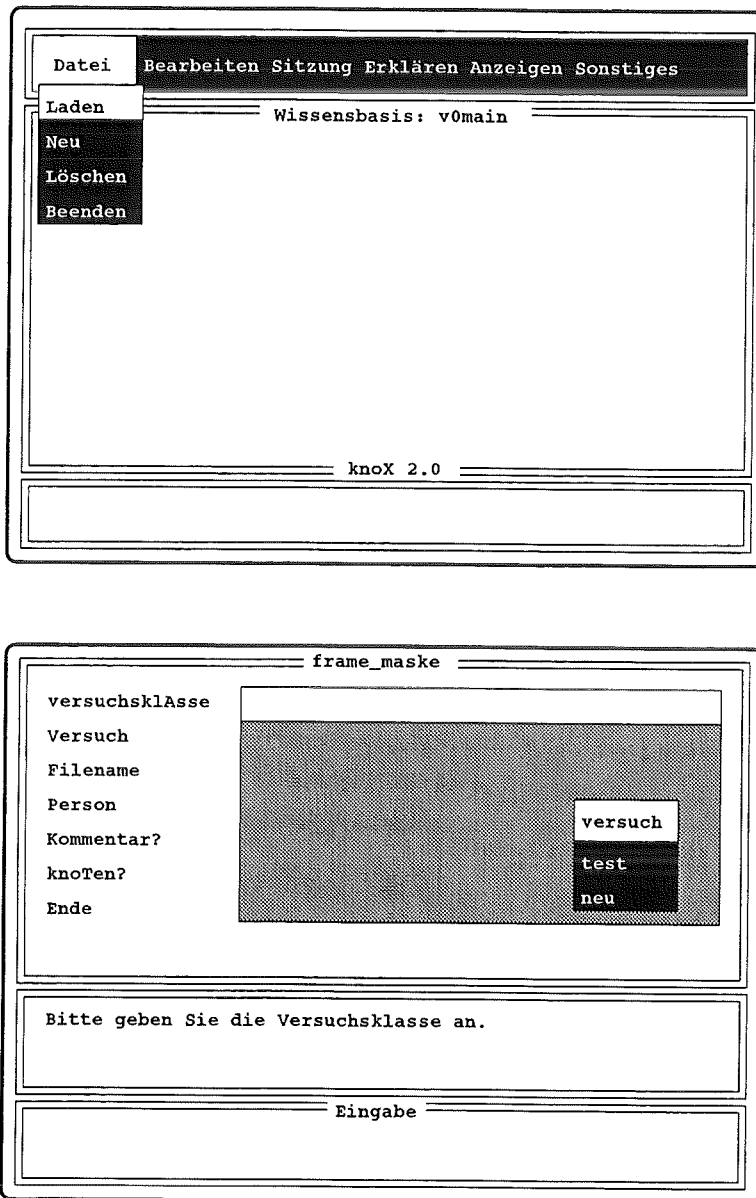 Datei Bearbeiten Sitzung Erklären Anzeigen Sonstiges
Laden
Wissensbasis: v0main
Neu
Löschen
Beenden
knoX 2.0
frame_maske
versuchsklAsse
Versuch
Filename
Person
versuch
Kommentar?
test
knoTen?
neu
Ende
Bitte geben Sie die Versuchsklasse an.
Eingabe